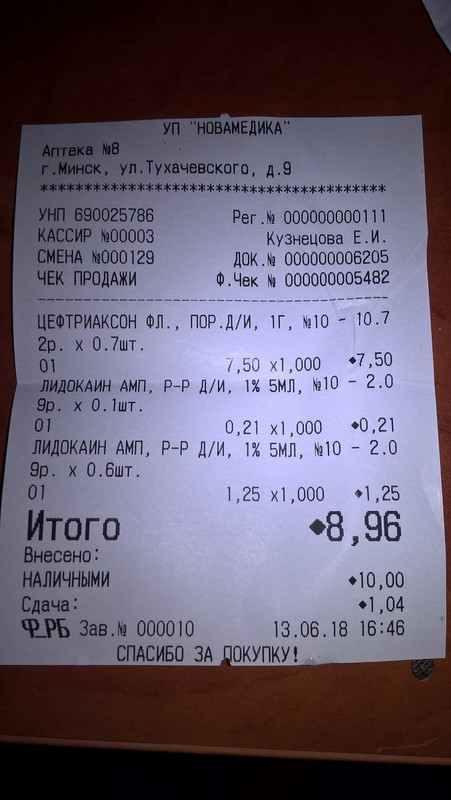 УП "НОВАМЕДИКА"
Аптека №8
г.Минск, ул.Тухачевского, д.9
****************************************
УНП 690025786 Рег.№ 000000000111
КАССИР №00003 Кузнецова Е.И.
СМЕНА №000129 ДОК.№ 000000006205
ЧЕК ПРОДАЖИ Ф.Чек № 000000005482
----------------------------------------
ЦЕФТРИАКСОН ФЛ., ПОР.Д/И, 1Г, №10 - 10.7
2р. x 0.7шт.
01 7,50 x1,000 ◆7,50
ЛИДОКАИН АМП, Р-Р Д/И, 1% 5МЛ, №10 - 2.0
9р. x 0.1шт.
01 0,21 x1,000 ◆0,21
ЛИДОКАИН АМП, Р-Р Д/И, 1% 5МЛ, №10 - 2.0
9р. x 0.6шт.
01 1,25 x1,000 ◆1,25
Итого ◆8,96
Внесено:
НАЛИЧНЫМИ ◆10,00
Сдача: ◆1,04
Ф_РБ Зав.№ 000010 13.06.18 16:46
СПАСИБО ЗА ПОКУПКУ!